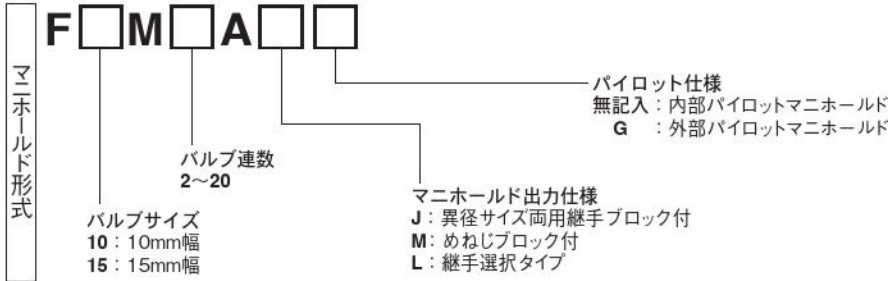 マニホールド形式
F□M□A□□
パイロット仕様
無記入：内部パイロットマニホールド
G：外部パイロットマニホールド
バルブ連数
2～20
マニホールド出力仕様
J：異径サイズ両用継手ブロック付
M：めねじブロック付
L：継手選択タイプ
バルブサイズ
10：10mm幅
15：15mm幅